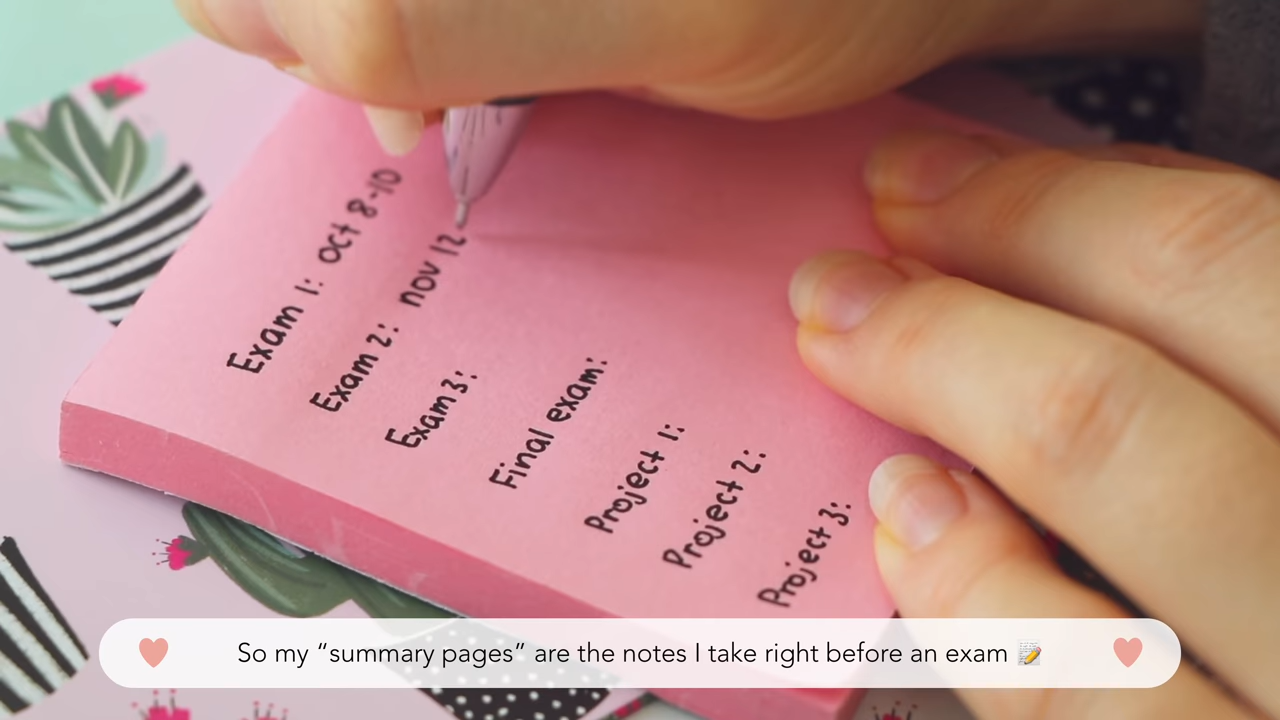 Exam 1: oct 8-10
Exam 2: nov 12
Exam 3:
Final exam:
Project 1:
Project 2:
Project 3:
So my “summary pages” are the notes I take right before an exam 📝